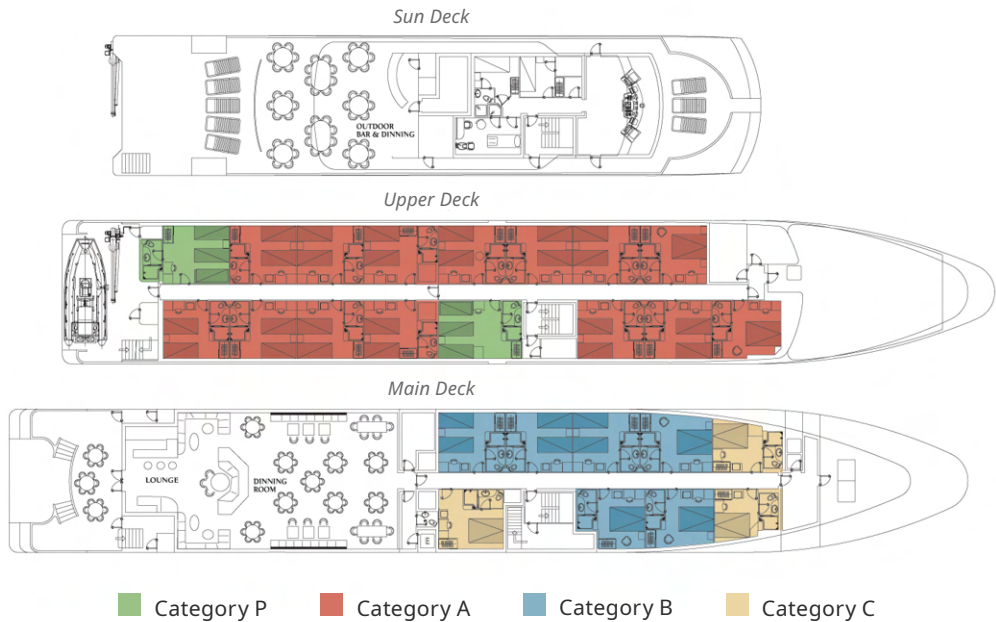 Sun Deck
OUTDOOR
BAR & DINNING
Upper Deck
Main Deck
LOUNGE
DINNING
ROOM
E
Category P
Category A
Category B
Category C